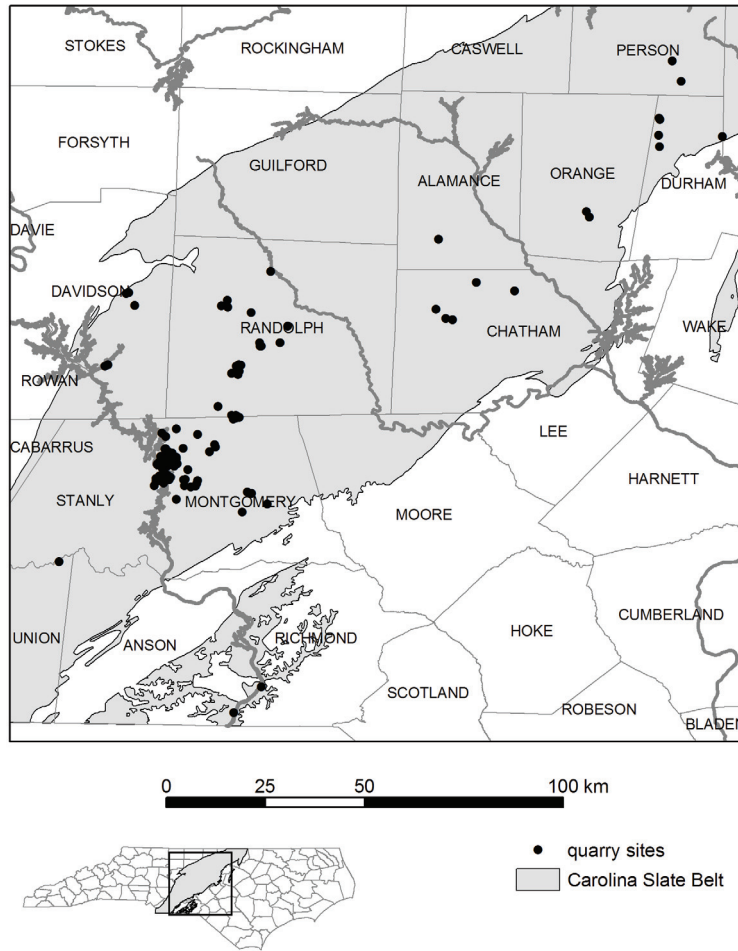 STOKES
ROCKINGHAM
CASWELL
PERSON
FORSYTH
GUILFORD
ALAMANCE
ORANGE
DURHAM
DAVIE
DAVIDSON
RANDOLPH
CHATHAM
WAKE
ROWAN
CABARRUS
LEE
HARNETT
STANLY
MONTGOMERY
MOORE
UNION
ANSON
RICHMOND
HOKE
CUMBERLAND
SCOTLAND
ROBESON
BLADEN
0 25 50 100 km
quarry sites
Carolina Slate Belt